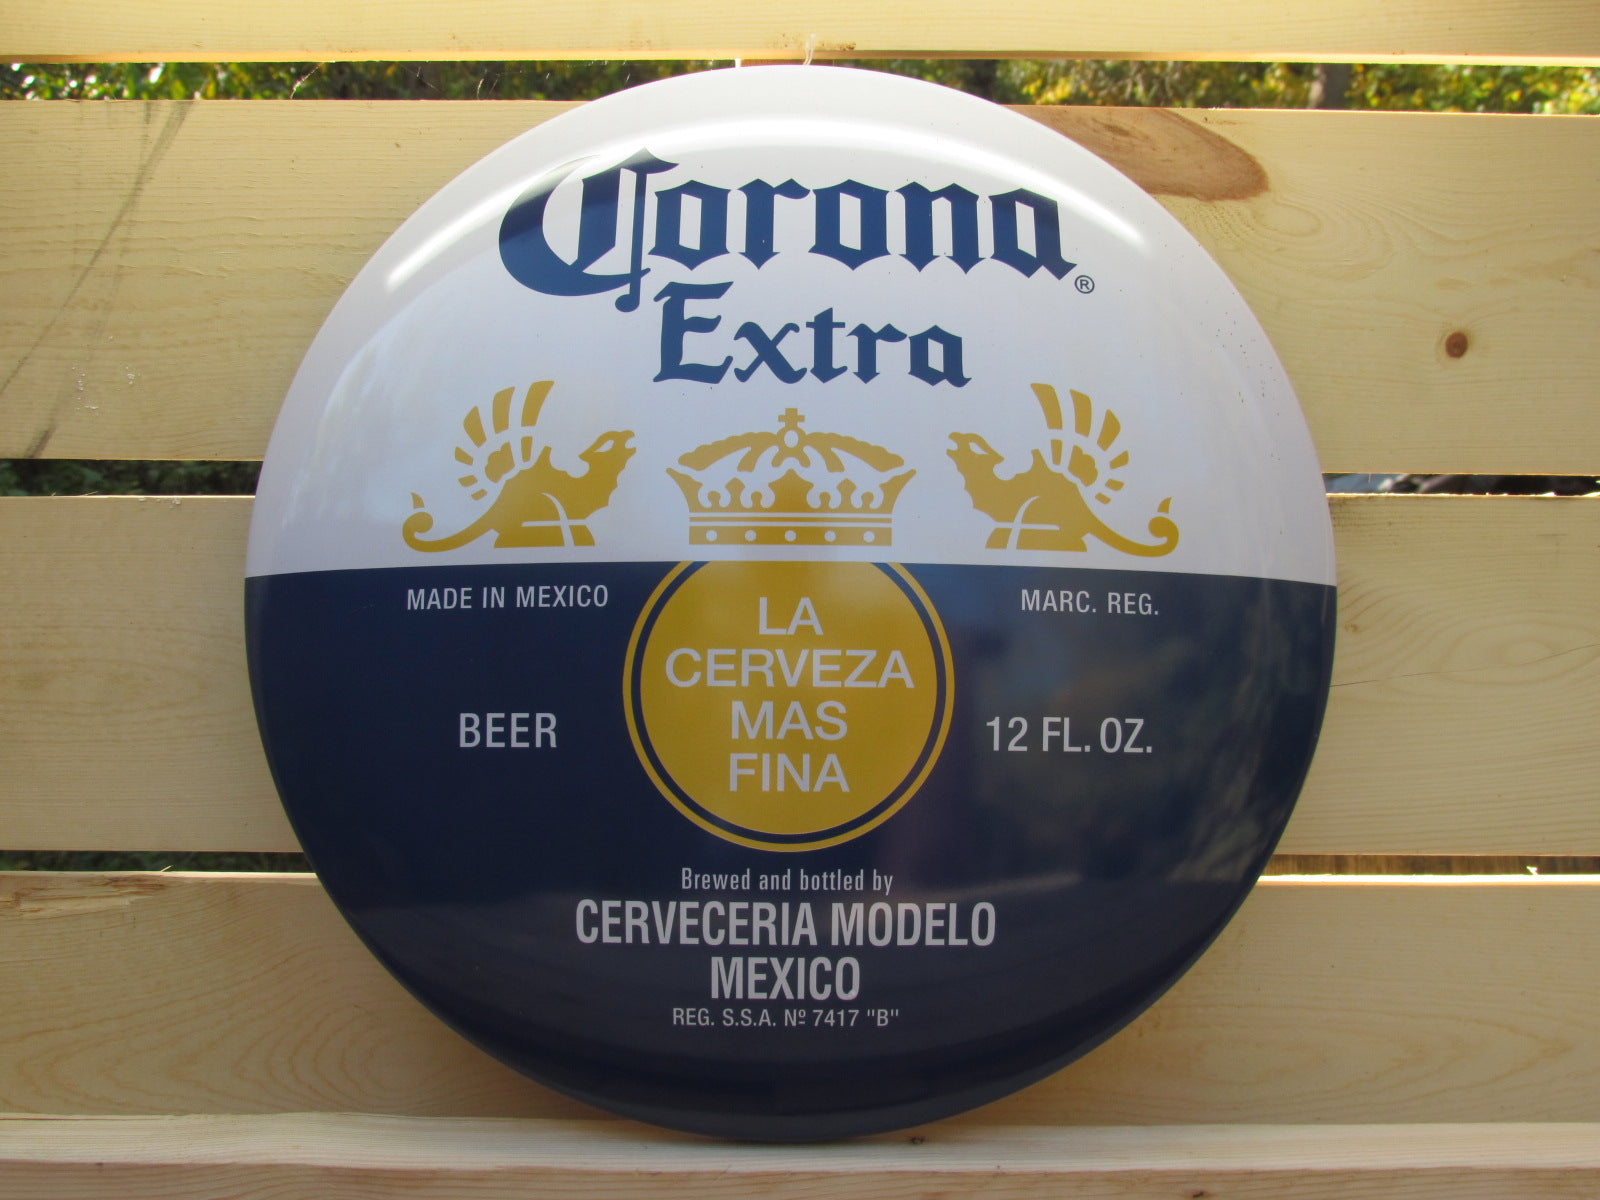 Corona®
Extra
MADE IN MEXICO
MARC. REG.
LA
CERVEZA
MAS
FINA
BEER
12 FL. OZ.
Brewed and bottled by
CERVECERIA MODELO
MEXICO
REG. S.S.A. Nº 7417 "B"